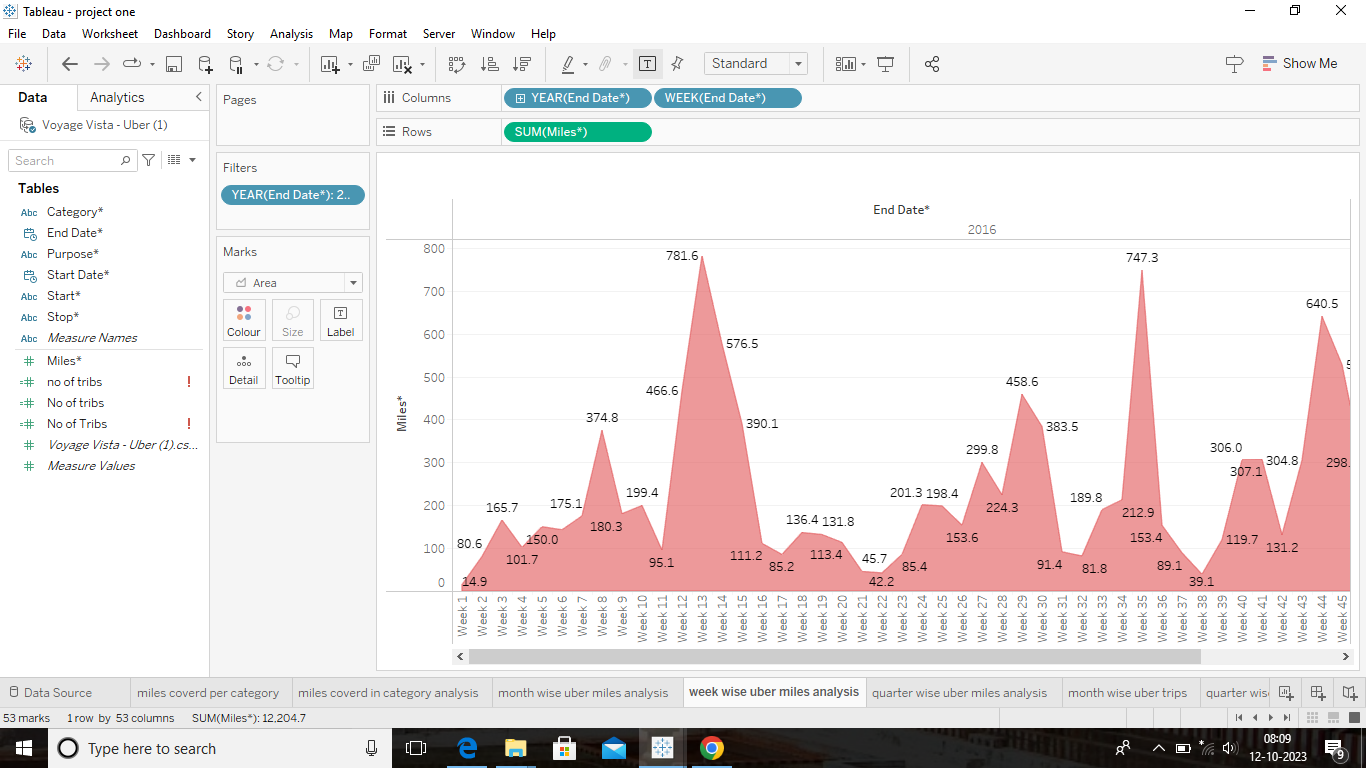 Tableau - project one
File Data Worksheet Dashboard Story Analysis Map Format Server Window Help
Standard
Show Me
Data Analytics
Voyage Vista - Uber (1)
Search
Tables
Abc Category*
End Date*
Abc Purpose*
Start Date*
Abc Start*
Abc Stop*
Abc Measure Names
Miles*
no of tribs !
No of tribs
No of Tribs !
Voyage Vista - Uber (1).cs...
Measure Values
Pages
Filters
YEAR(End Date*): 2..
Marks
Area
Colour Size Label
Detail Tooltip
Columns YEAR(End Date*) WEEK(End Date*)
Rows SUM(Miles*)
End Date*
2016
Miles*
800
700
600
500
400
300
200
100
0
14.9
80.6
165.7
101.7
150.0
175.1
374.8
180.3
199.4
95.1
466.6
781.6
576.5
390.1
111.2
85.2
136.4
113.4
131.8
45.7
42.2
85.4
201.3
198.4
153.6
299.8
224.3
458.6
383.5
91.4
81.8
189.8
212.9
747.3
153.4
89.1
39.1
119.7
306.0
307.1
304.8
131.2
298.
640.5
5
Week 1
Week 2
Week 3
Week 4
Week 5
Week 6
Week 7
Week 8
Week 9
Week 10
Week 11
Week 12
Week 13
Week 14
Week 15
Week 16
Week 17
Week 18
Week 19
Week 20
Week 21
Week 22
Week 23
Week 24
Week 25
Week 26
Week 27
Week 28
Week 29
Week 30
Week 31
Week 32
Week 33
Week 34
Week 35
Week 36
Week 37
Week 38
Week 39
Week 40
Week 41
Week 42
Week 43
Week 44
Week 45
Data Source miles coverd per category miles coverd in category analysis month wise uber miles analysis week wise uber miles analysis quarter wise uber miles analysis month wise uber trips quarter wis
53 marks 1 row by 53 columns SUM(Miles*): 12,204.7
Type here to search
08:09
12-10-2023
9